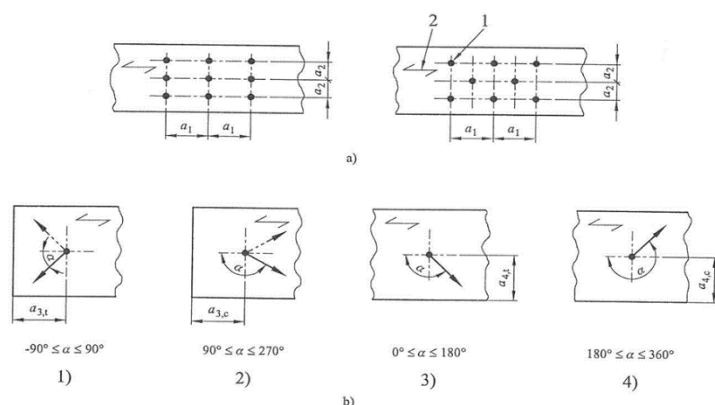 2 1
a₂
a₂
a₁ a₁
a₂
a₂
a₁ a₁
a)
α
a₃,t
α
a₃,c
α
a₄,t
α
a₄,c
-90° ≤ α ≤ 90°
90° ≤ α ≤ 270°
0° ≤ α ≤ 180°
180° ≤ α ≤ 360°
1)
2)
3)
4)
b)